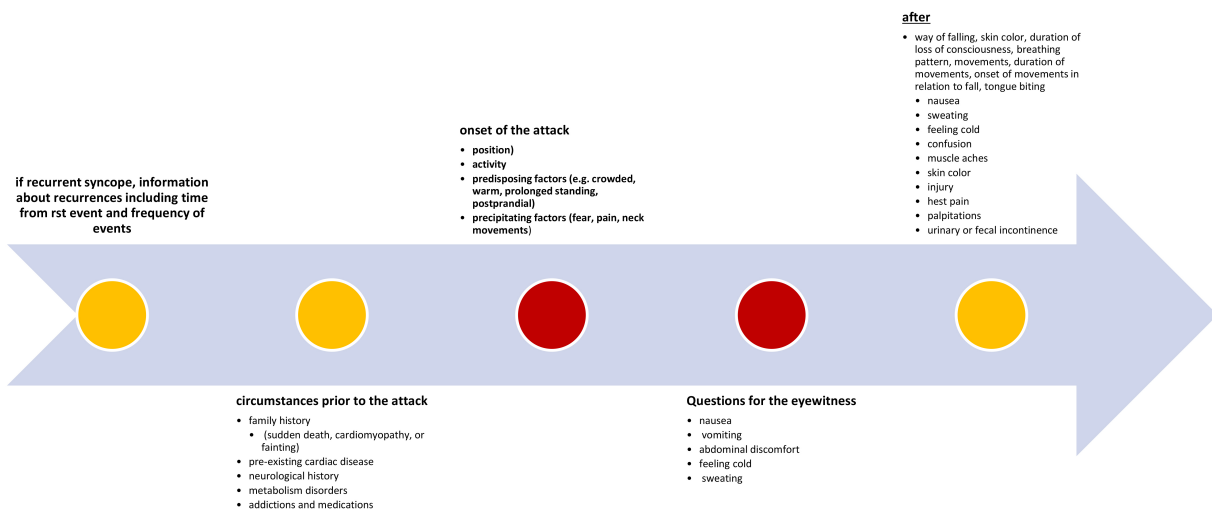 if recurrent syncope, information
about recurrences including time
from rst event and frequency of
events
circumstances prior to the attack
• family history
• (sudden death, cardiomyopathy, or
fainting)
• pre-existing cardiac disease
• neurological history
• metabolism disorders
• addictions and medications
onset of the attack
• position)
• activity
• predisposing factors (e.g. crowded,
warm, prolonged standing,
postprandial)
• precipitating factors (fear, pain, neck
movements)
Questions for the eyewitness
• nausea
• vomiting
• abdominal discomfort
• feeling cold
• sweating
after
• way of falling, skin color, duration of
loss of consciousness, breathing
pattern, movements, duration of
movements, onset of movements in
relation to fall, tongue biting
• nausea
• sweating
• feeling cold
• confusion
• muscle aches
• skin color
• injury
• hest pain
• palpitations
• urinary or fecal incontinence